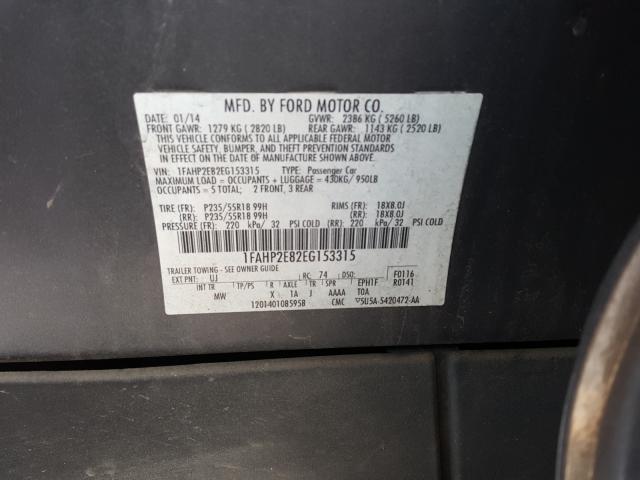 MFD. BY FORD MOTOR CO.
DATE: 01/14 GVWR: 2386 KG ( 5260 LB)
FRONT GAWR: 1279 KG ( 2820 LB) REAR GAWR: 1143 KG ( 2520 LB)
THIS VEHICLE CONFORMS TO ALL APPLICABLE FEDERAL MOTOR
VEHICLE SAFETY, BUMPER, AND THEFT PREVENTION STANDARDS
IN EFFECT ON THE DATE OF MANUFACTURE SHOWN ABOVE.
VIN: 1FAHP2E82EG153315 TYPE: Passenger Car
MAXIMUM LOAD = OCCUPANTS + LUGGAGE = 430KG/ 950LB
OCCUPANTS = 5 TOTAL; 2 FRONT, 3 REAR
TIRE (FR): P235/55R18 99H RIMS (FR): 18X8.0J
(RR): P235/55R18 99H (RR): 18X8.0J
PRESSURE (FR): 220 kPa/ 32 PSI COLD (RR): 220 kPa/ 32 PSI COLD
1FAHP2E82EG153315
TRAILER TOWING - SEE OWNER GUIDE
EXT PNT: UJ RC: 74 DSO: F0116
INT TR TP/PS R AXLE TR SPR EPH1F R0141
MW X 1A J AAAA TOA
1201401085958 CMC 5U5A-5420472-AA